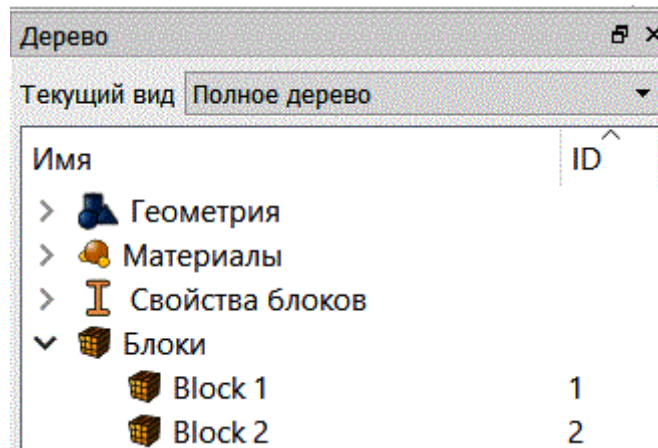 Дерево
Текущий вид Полное дерево
Имя ID
Геометрия
Материалы
Свойства блоков
Блоки
Block 1 1
Block 2 2